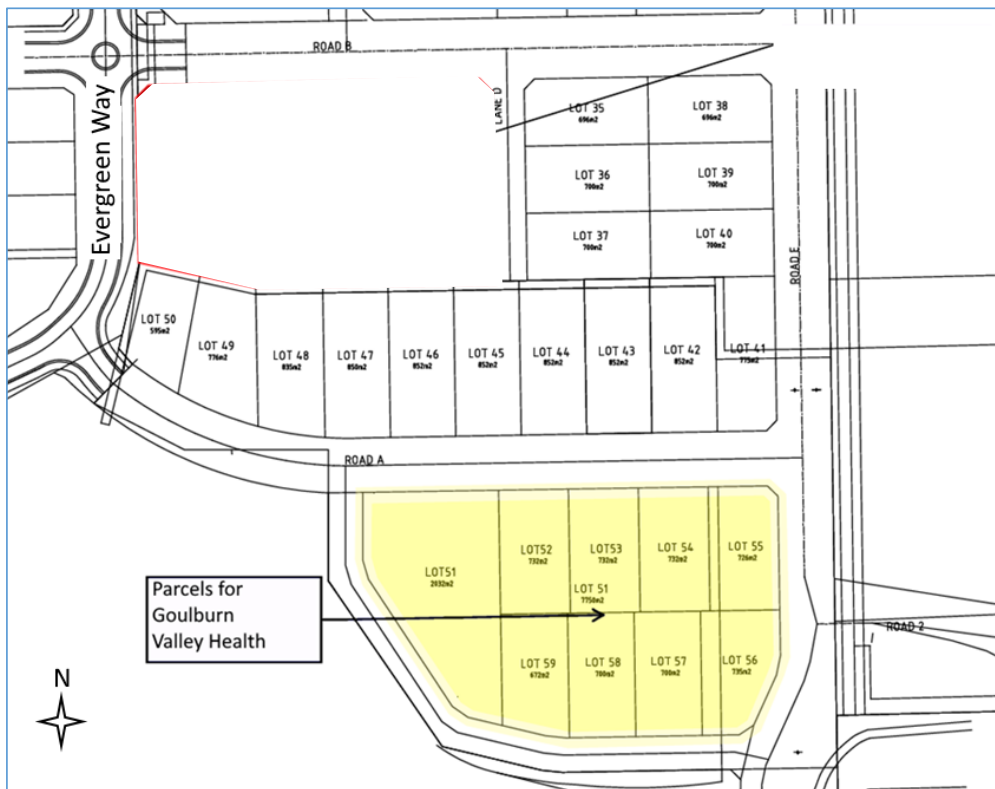 ROAD B
Evergreen Way
LANE D
LOT 35
696m2
LOT 38
696m2
LOT 36
700m2
LOT 39
700m2
LOT 37
700m2
LOT 40
700m2
ROAD E
LOT 50
595m2
LOT 49
776m2
LOT 48
835m2
LOT 47
850m2
LOT 46
852m2
LOT 45
852m2
LOT 44
852m2
LOT 43
852m2
LOT 42
852m2
LOT 41
775m2
ROAD A
LOT51
2032m2
LOT52
732m2
LOT53
732m2
LOT 54
732m2
LOT 55
726m2
LOT 51
7750m2
Parcels for
Goulburn
Valley Health
ROAD 2
LOT 59
672m2
LOT 58
700m2
LOT 57
700m2
LOT 56
735m2
N